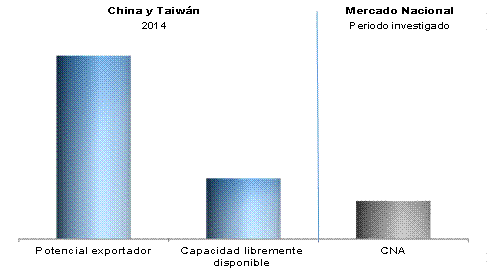 China y Taiwán
2014
Mercado Nacional
Periodo investigado
Potencial exportador
Capacidad libremente
disponible
CNA